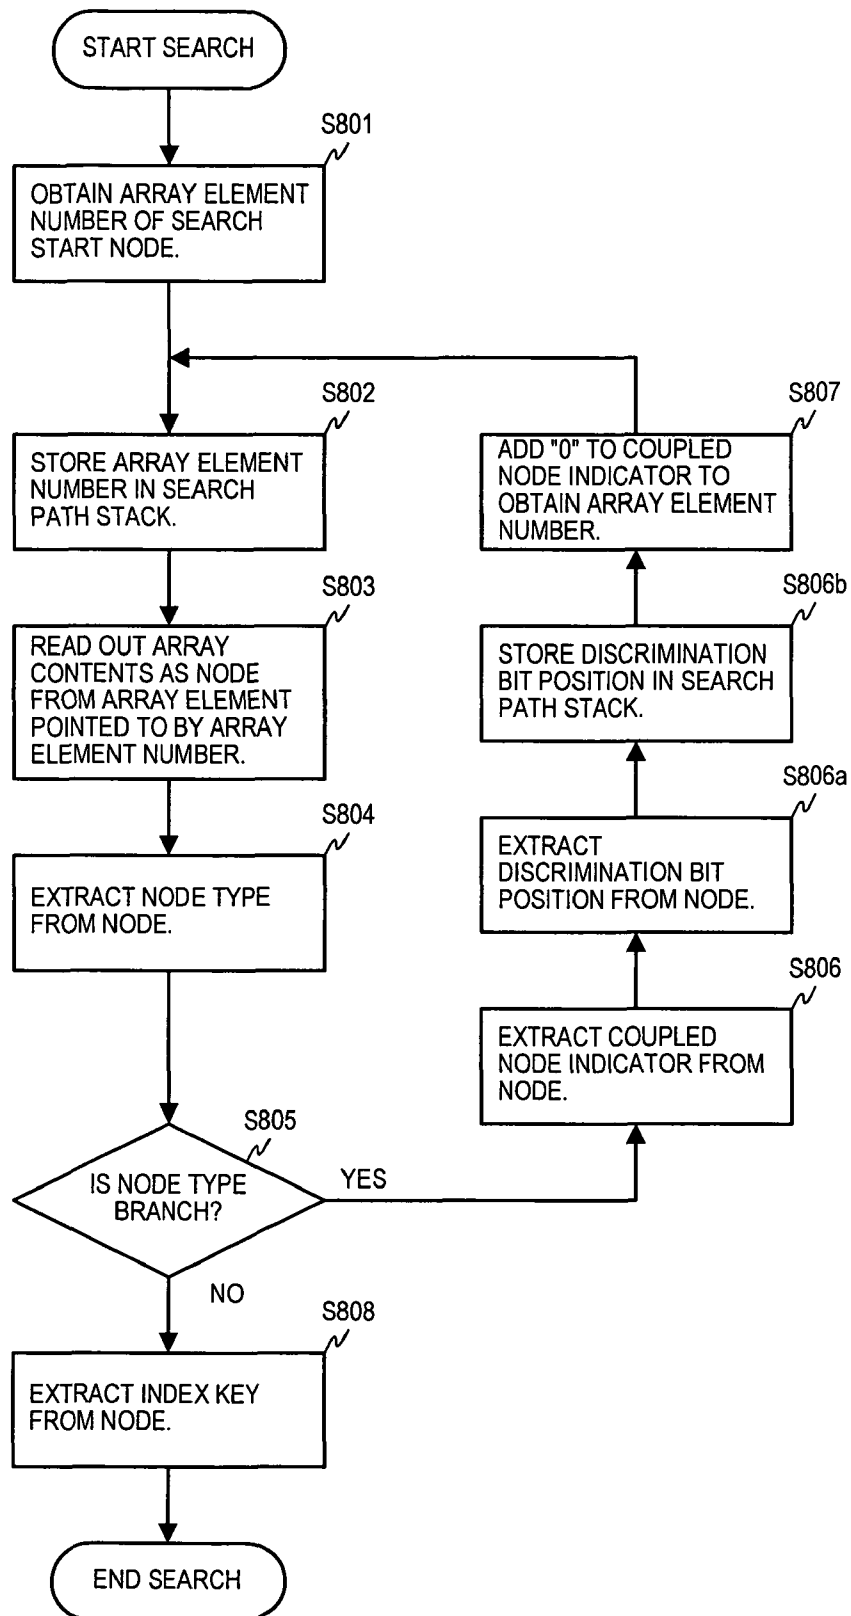 START SEARCH
S801
OBTAIN ARRAY ELEMENT
NUMBER OF SEARCH
START NODE.
S802
STORE ARRAY ELEMENT
NUMBER IN SEARCH
PATH STACK.
S803
READ OUT ARRAY
CONTENTS AS NODE
FROM ARRAY ELEMENT
POINTED TO BY ARRAY
ELEMENT NUMBER.
S804
EXTRACT NODE TYPE
FROM NODE.
S805
IS NODE TYPE
BRANCH?
YES
NO
S806
EXTRACT COUPLED
NODE INDICATOR FROM
NODE.
S806a
EXTRACT
DISCRIMINATION BIT
POSITION FROM NODE.
S806b
STORE DISCRIMINATION
BIT POSITION IN SEARCH
PATH STACK.
S807
ADD "0" TO COUPLED
NODE INDICATOR TO
OBTAIN ARRAY ELEMENT
NUMBER.
S808
EXTRACT INDEX KEY
FROM NODE.
END SEARCH